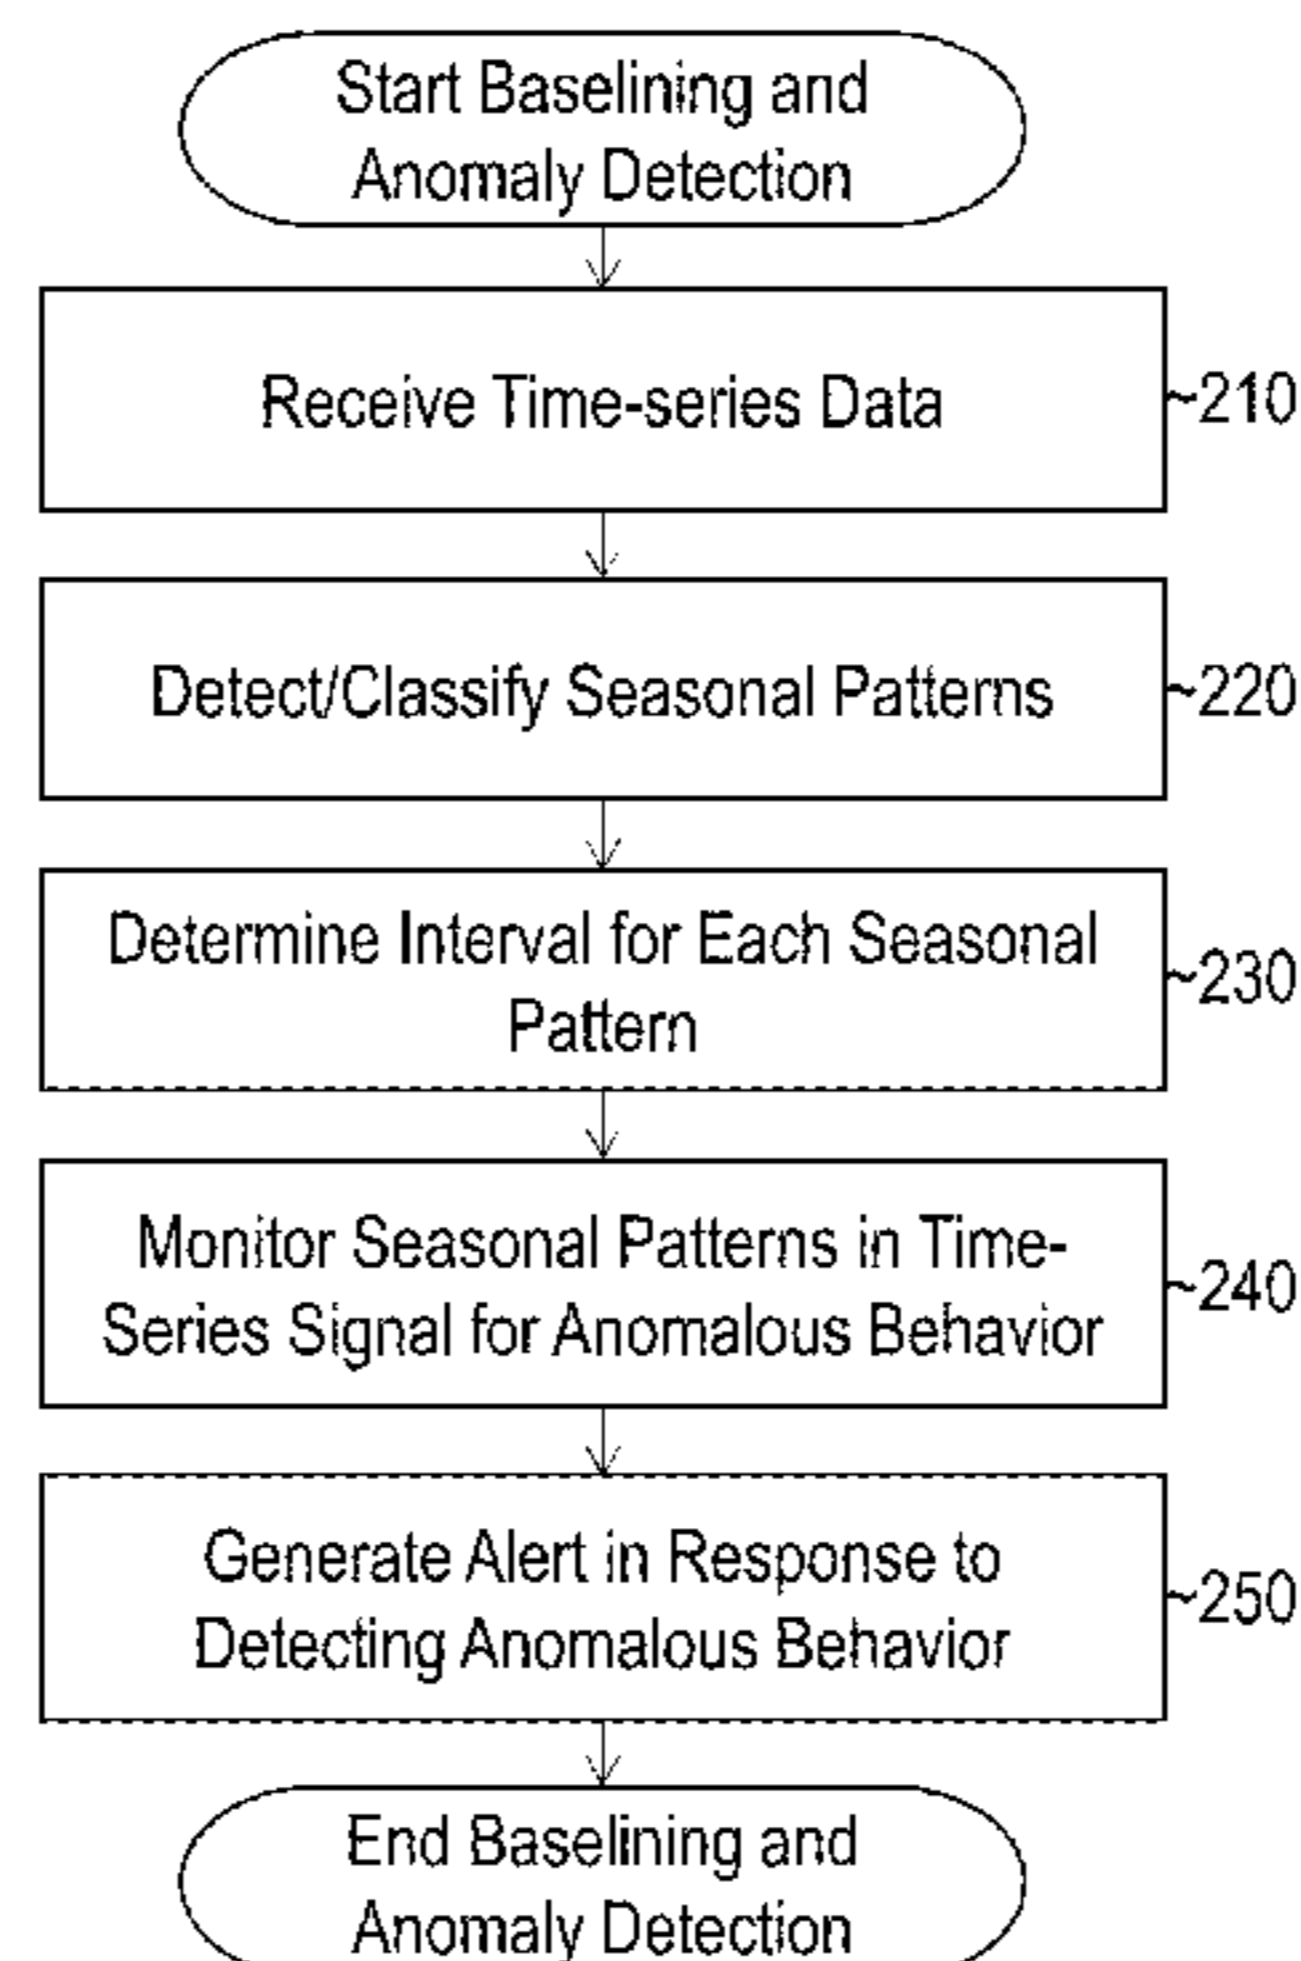 Start Baselining and
Anomaly Detection
Receive Time-series Data
~210
Detect/Classify Seasonal Patterns
~220
Determine Interval for Each Seasonal
Pattern
~230
Monitor Seasonal Patterns in Time-
Series Signal for Anomalous Behavior
~240
Generate Alert in Response to
Detecting Anomalous Behavior
~250
End Baselining and
Anomaly Detection